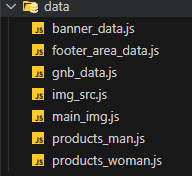 data
JS banner_data.js
JS footer_area_data.js
JS gnb_data.js
JS img_src.js
JS main_img.js
JS products_man.js
JS products_woman.js